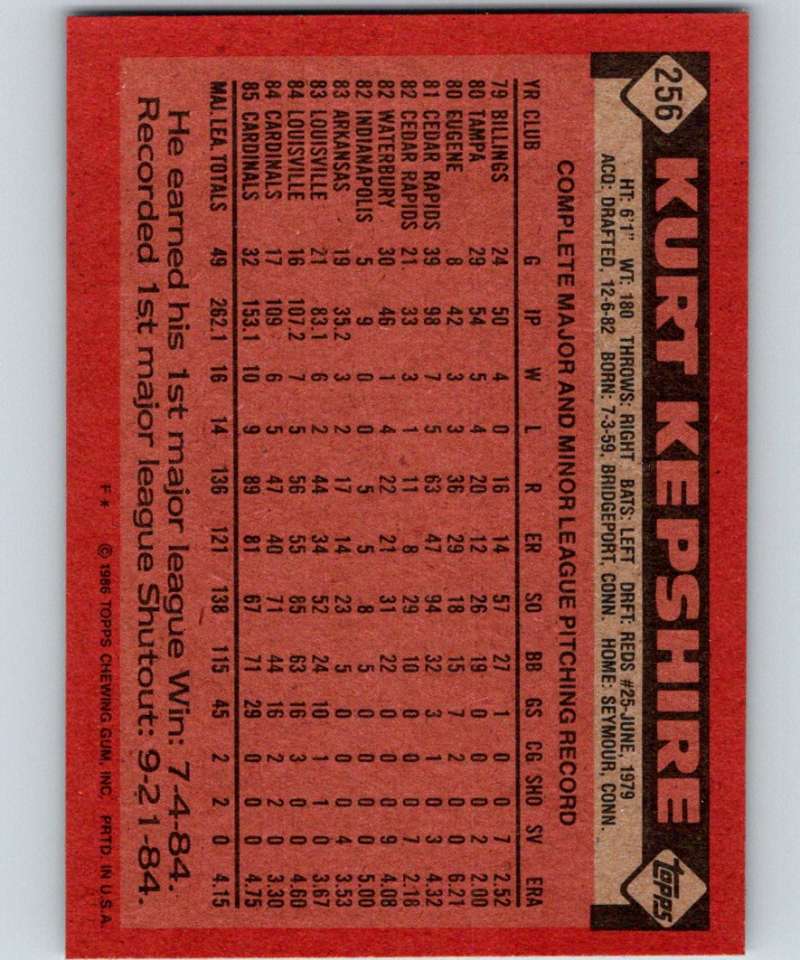 256
KURT KEPSHIRE
Topps
HT: 6'1" WT: 180 THROWS: RIGHT BATS: LEFT DRFT: REDS #25-JUNE, 1979
ACQ: DRAFTED, 12-6-82 BORN: 7-3-59, BRIDGEPORT, CONN. HOME: SEYMOUR, CONN.
COMPLETE MAJOR AND MINOR LEAGUE PITCHING RECORD
YR CLUB G IP W L R ER SO BB GS CG SHO SV ERA
79 BILLINGS 24 50 4 0 16 14 57 27 1 0 0 7 2.52
80 TAMPA 29 54 5 4 20 12 26 19 0 0 0 2 2.00
80 EUGENE 8 42 3 3 36 29 18 15 7 2 0 0 6.21
81 CEDAR RAPIDS 39 98 7 5 63 47 94 32 3 1 0 3 4.32
82 CEDAR RAPIDS 21 33 3 1 11 8 29 10 0 0 0 7 2.18
82 WATERBURY 30 46 1 4 22 21 31 22 0 0 0 9 4.08
82 INDIANAPOLIS 5 9 0 0 5 5 8 5 0 0 0 0 5.00
83 ARKANSAS 19 35.2 3 2 17 14 23 5 0 0 0 4 3.53
83 LOUISVILLE 21 83.1 6 2 44 34 52 24 10 1 1 0 3.67
84 LOUISVILLE 16 107.2 7 5 56 55 85 63 16 3 0 0 4.60
84 CARDINALS 17 109 6 5 47 40 71 44 16 2 2 0 3.30
85 CARDINALS 32 153.1 10 9 89 81 67 71 29 0 0 0 4.75
MAJ. LEA. TOTALS 49 262.1 16 14 136 121 138 115 45 2 2 0 4.15
He earned his 1st major league Win: 7-4-84.
Recorded 1st major league Shutout: 9-21-84.
F* © 1986 TOPPS CHEWING GUM, INC. PRTD. IN U.S.A.